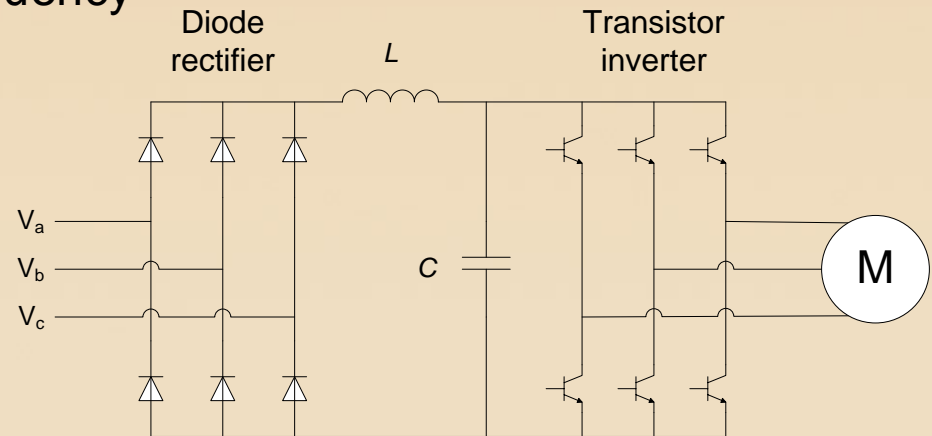 Diode
rectifier
L
Transistor
inverter
Va
Vb
Vc
C
M